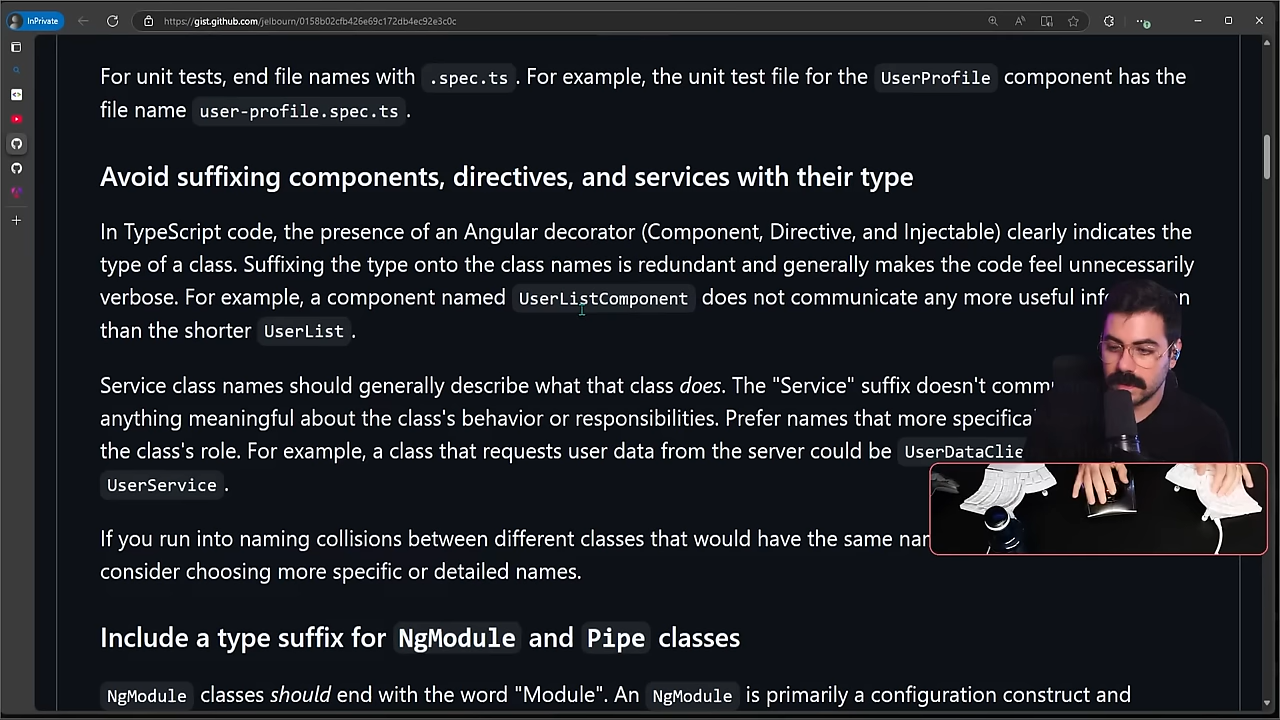 InPrivate
https://gist.github.com/jelbourn/0158b02cfb426e69c172db4ec92e3c0c
For unit tests, end file names with .spec.ts. For example, the unit test file for the UserProfile component has the
file name user-profile.spec.ts.
Avoid suffixing components, directives, and services with their type
In TypeScript code, the presence of an Angular decorator (Component, Directive, and Injectable) clearly indicates the
type of a class. Suffixing the type onto the class names is redundant and generally makes the code feel unnecessarily
verbose. For example, a component named UserListComponent does not communicate any more useful
than the shorter UserList.
Service class names should generally describe what that class does. The "Service" suffix doesn't
anything meaningful about the class's behavior or responsibilities. Prefer names that more
the class's role. For example, a class that requests user data from the server could be
UserService.
If you run into naming collisions between different classes that would have the same
consider choosing more specific or detailed names.
Include a type suffix for NgModule and Pipe classes
NgModule classes should end with the word "Module". An NgModule is primarily a configuration construct and